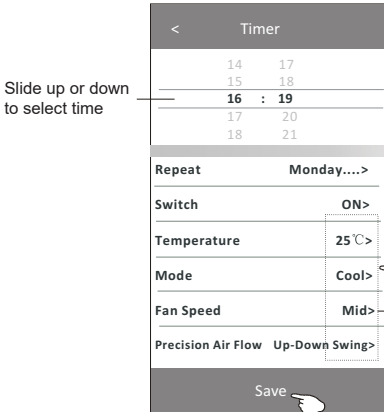 < Timer
14 17
15 18
Slide up or down
to select time
16 : 19
17 20
18 21
Repeat Monday....>
Switch ON>
Temperature 25℃>
Mode Cool>
Fan Speed Mid>
Precision Air Flow Up-Down Swing>
Save